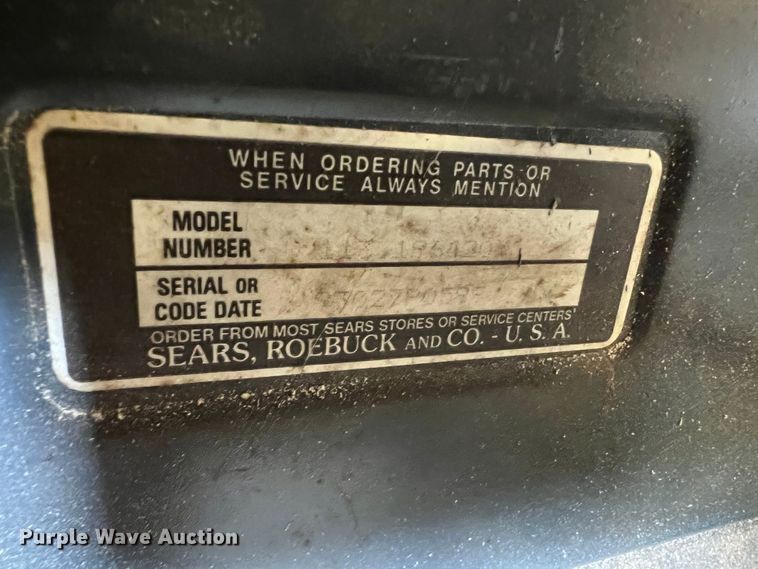 WHEN ORDERING PARTS OR
SERVICE ALWAYS MENTION
MODEL
NUMBER
SERIAL OR
CODE DATE
ORDER FROM MOST SEARS STORES OR SERVICE CENTERS
SEARS, ROEBUCK AND CO. - U. S. A.
Purple Wave Auction